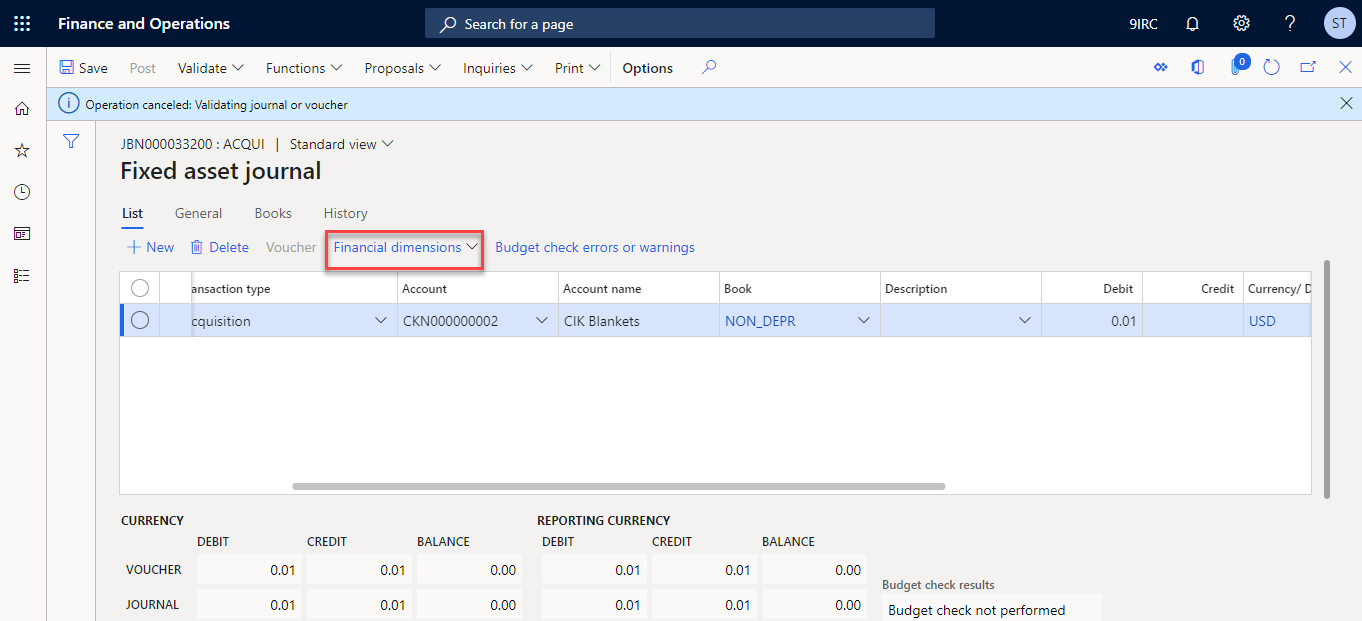 Finance and Operations Search for a page 9IRC ? ST
Save Post Validate Functions Proposals Inquiries Print Options 0
Operation canceled: Validating journal or voucher
JBN000033200 : ACQUI | Standard view
Fixed asset journal
List General Books History
+ New Delete Voucher Financial dimensions Budget check errors or warnings
ansaction type Account Account name Book Description Debit Credit Currency/ D
cquisition CKN000000002 CIK Blankets NON_DEPR 0.01 USD
CURRENCY REPORTING CURRENCY
DEBIT CREDIT BALANCE DEBIT CREDIT BALANCE
VOUCHER 0.01 0.01 0.00 0.01 0.01 0.00
Budget check results
JOURNAL 0.01 0.01 0.00 0.01 0.01 0.00 Budget check not performed